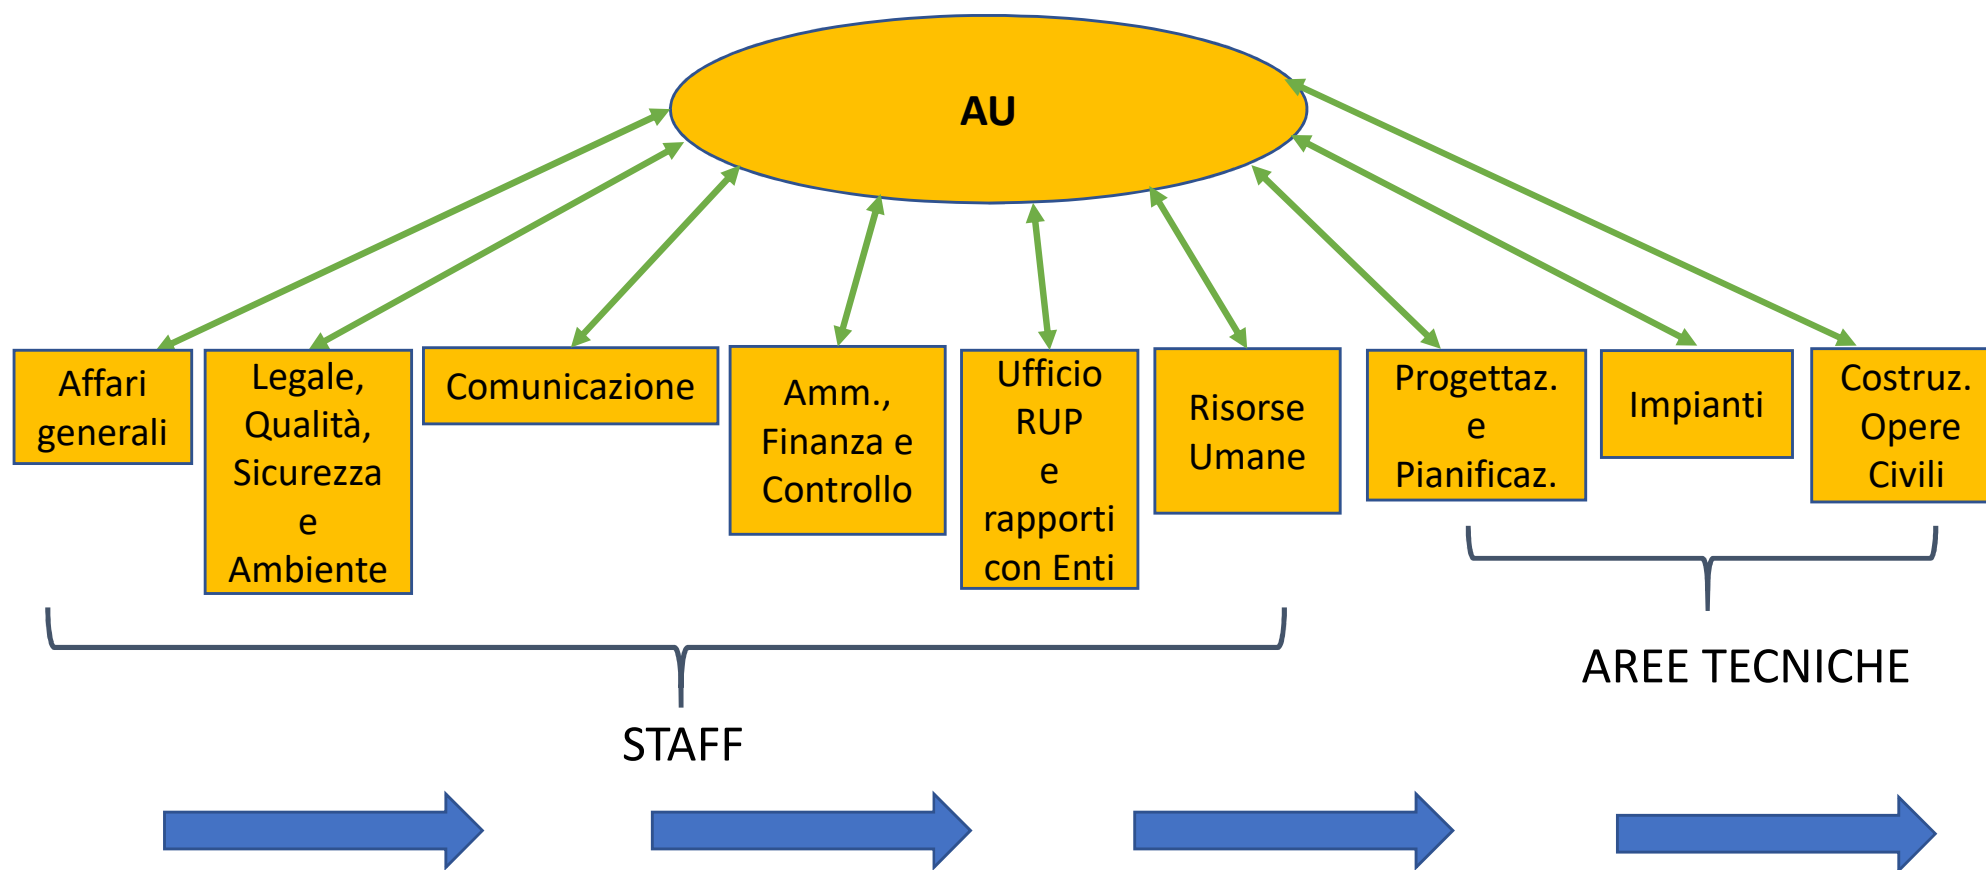 AU
Affari
generali
Legale,
Qualità,
Sicurezza
e
Ambiente
Comunicazione
Amm.,
Finanza e
Controllo
Ufficio
RUP
e
rapporti
con Enti
Risorse
Umane
Progettaz.
e
Pianificaz.
Impianti
Costruz.
Opere
Civili
AREE TECNICHE
STAFF